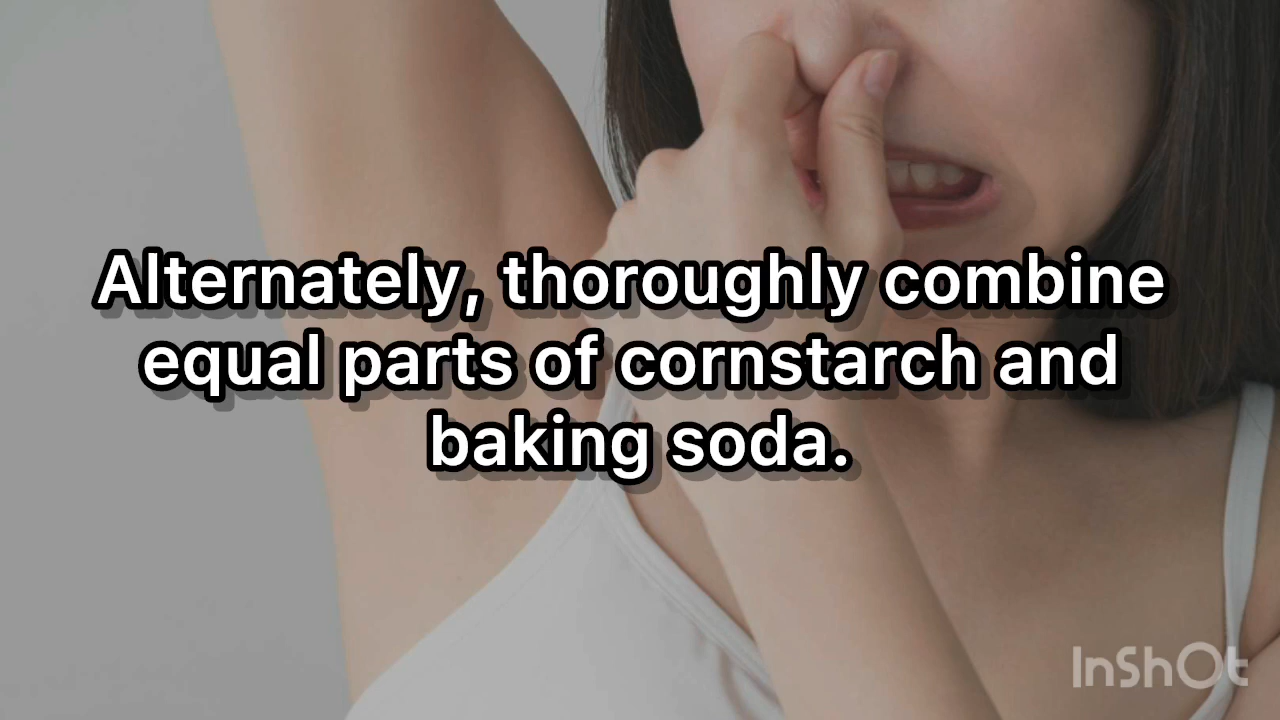 Alternately, thoroughly combine
equal parts of cornstarch and
baking soda.
InShOt